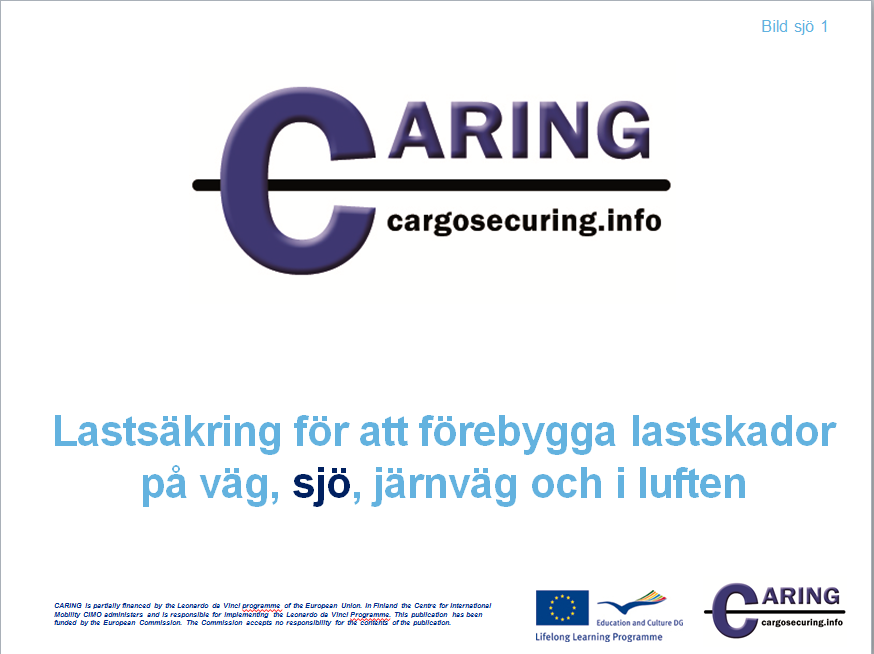 Bild sjö 1
CARING
cargosecuring.info
Lastsäkring för att förebygga lastskador
på väg, sjö, järnväg och i luften
CARING is partially financed by the Leonardo da Vinci programme of the European Union. In Finland the Centre for International
Mobility CIMO administers and is responsible for implementing the Leonardo da Vinci Programme. This publication has been
funded by the European Commission. The Commission accepts no responsibility for the contents of the publication.
Education and Culture DG
Lifelong Learning Programme
CARING
cargosecuring.info